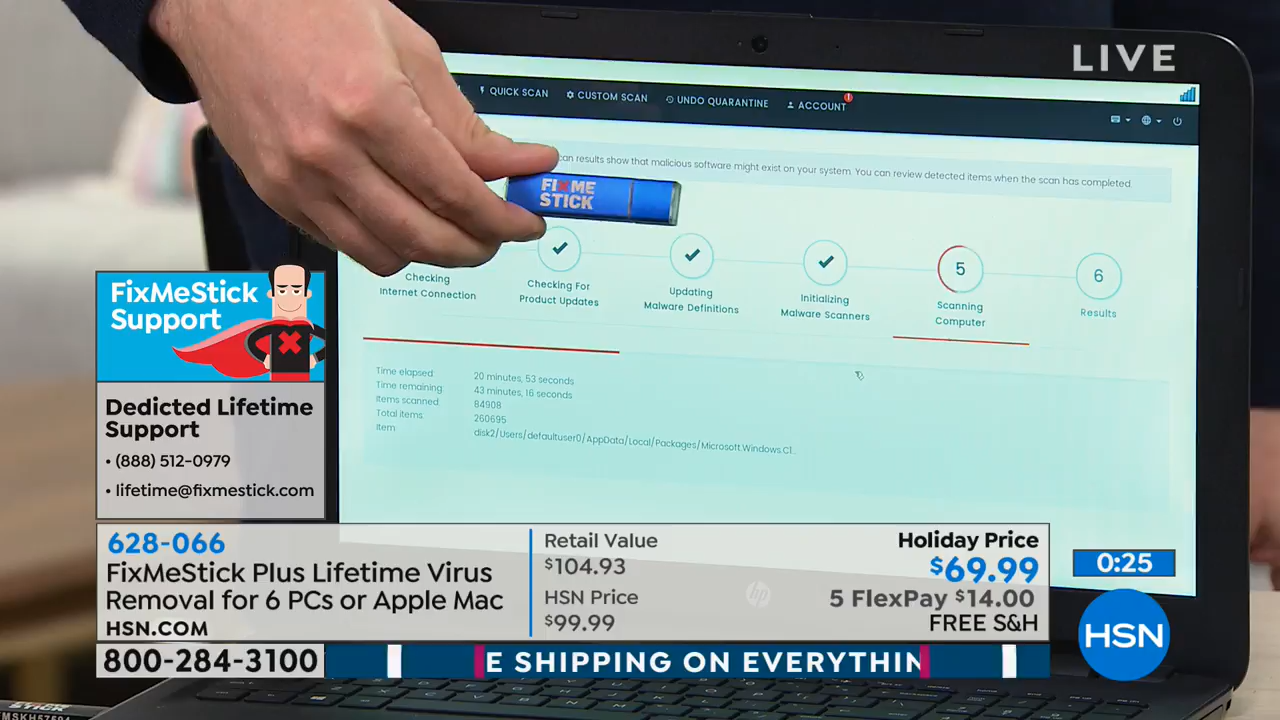 LIVE
QUICK SCAN
CUSTOM SCAN
UNDO QUARANTINE
ACCOUNT
can results show that malicious software might exist on your system. You can review detected items when the scan has completed.
FIXME
STICK
5
6
Checking
Internet Connection
Checking For
Product Updates
Updating
Malware Definitions
Initializing
Malware Scanners
Scanning
Computer
Results
Time elapsed: 20 minutes, 53 seconds
Time remaining: 43 minutes, 16 seconds
Items scanned: 84908
Total items: 260695
Item disk2/Users/defaultuser0/AppData/Local/Packages/Microsoft.Windows.Cl...
FixMeStick
Support
Dedicted Lifetime
Support
• (888) 512-0979
• lifetime@fixmestick.com
628-066
FixMeStick Plus Lifetime Virus
Removal for 6 PCs or Apple Mac
HSN.COM
Retail Value
$104.93
HSN Price
$99.99
Holiday Price
$69.99
5 FlexPay $14.00
FREE S&H
0:25
HSN
hp
800-284-3100
E SHIPPING ON EVERYTHIN
STICK